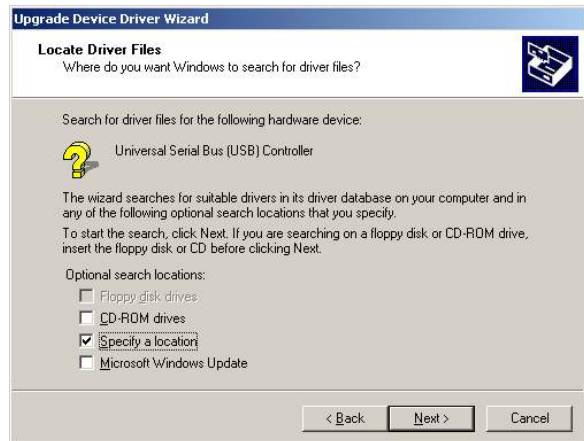 Upgrade Device Driver Wizard
Locate Driver Files
Where do you want Windows to search for driver files?
Search for driver files for the following hardware device:
Universal Serial Bus (USB) Controller
The wizard searches for suitable drivers in its driver database on your computer and in
any of the following optional search locations that you specify.
To start the search, click Next. If you are searching on a floppy disk or CD-ROM drive,
insert the floppy disk or CD before clicking Next.
Optional search locations:
Floppy disk drives
CD-ROM drives
Specify a location
Microsoft Windows Update
< Back Next > Cancel